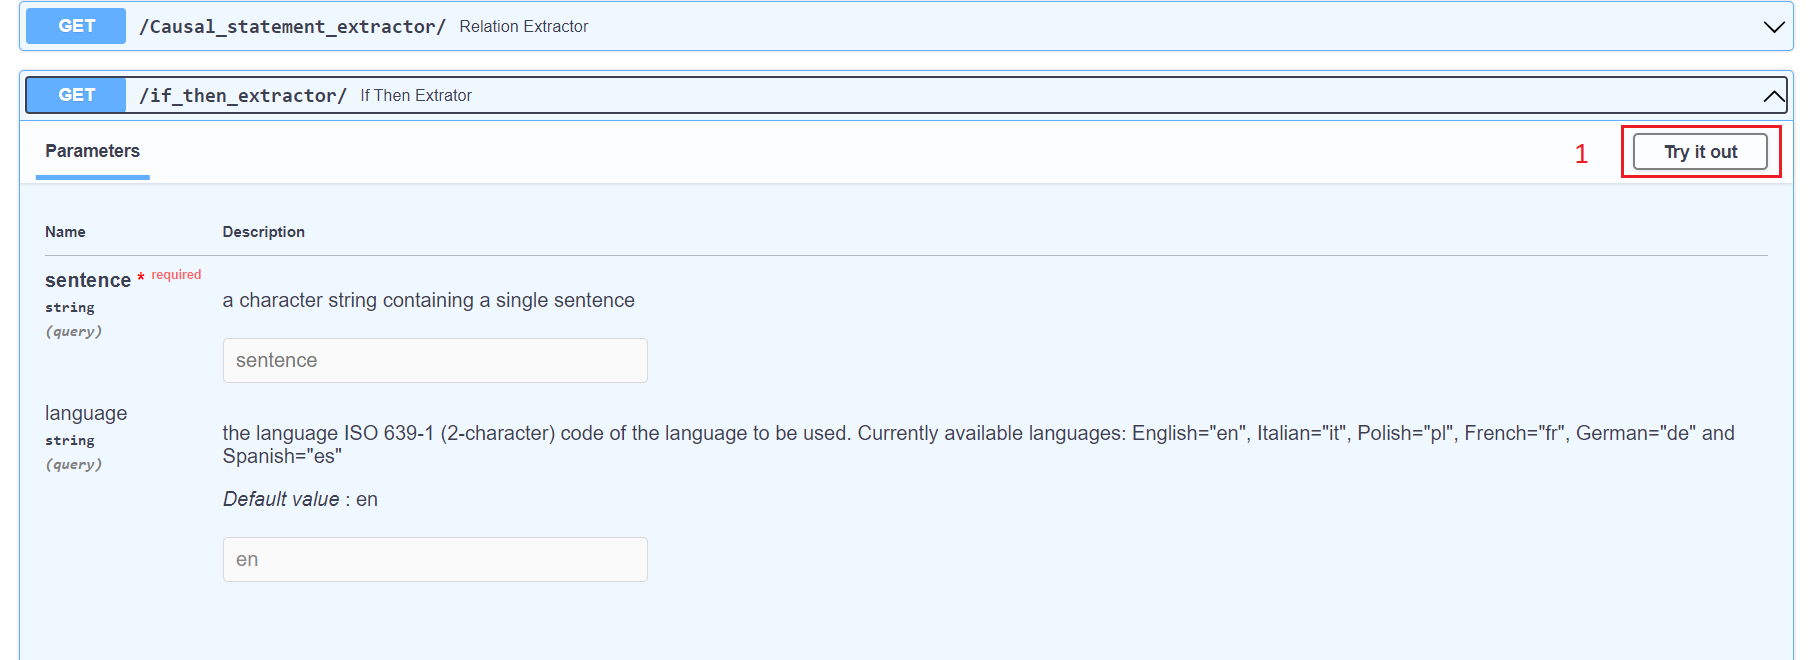 GET /Causal_statement_extractor/ Relation Extractor
GET /if_then_extractor/ If Then Extrator
Parameters 1 Try it out
Name Description
sentence * required
string
(query)
a character string containing a single sentence
sentence
language
string
(query)
the language ISO 639-1 (2-character) code of the language to be used. Currently available languages: English="en", Italian="it", Polish="pl", French="fr", German="de" and
Spanish="es"
Default value : en
en